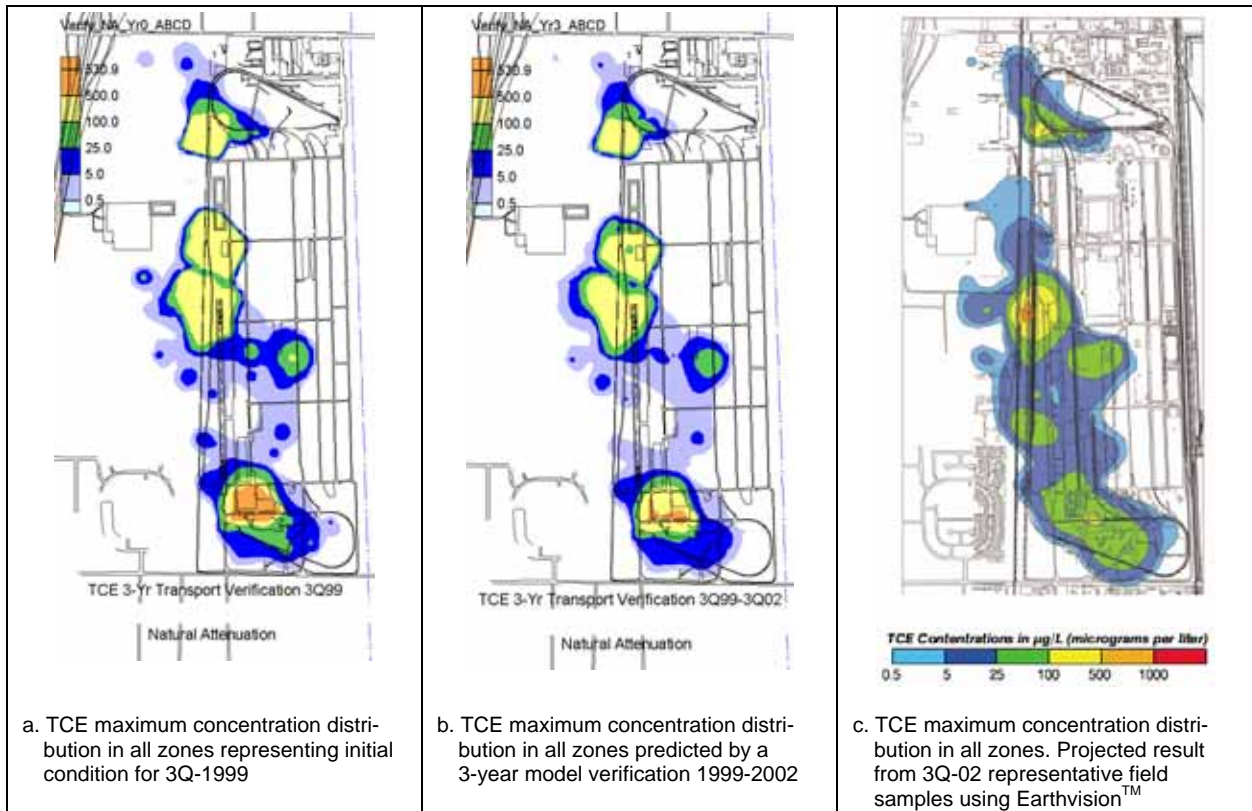 Verify_NA_Yr0_ABCD
530.9
500.0
100.0
25.0
5.0
0.5
TCE 3-Yr Transport Verification 3Q99
Natural Attenuation
a. TCE maximum concentration distri-
bution in all zones representing initial
condition for 3Q-1999
Verify_NA_Yr3_ABCD
530.9
500.0
100.0
25.0
5.0
0.5
TCE 3-Yr Transport Verification 3Q99-3Q02
Natural Attenuation
b. TCE maximum concentration distri-
bution in all zones predicted by a
3-year model verification 1999-2002
TCE Contentrations in µg/L (micrograms per liter)
0.5 5 25 100 500 1000
c. TCE maximum concentration distri-
bution in all zones. Projected result
from 3Q-02 representative field
samples using Earthvision™